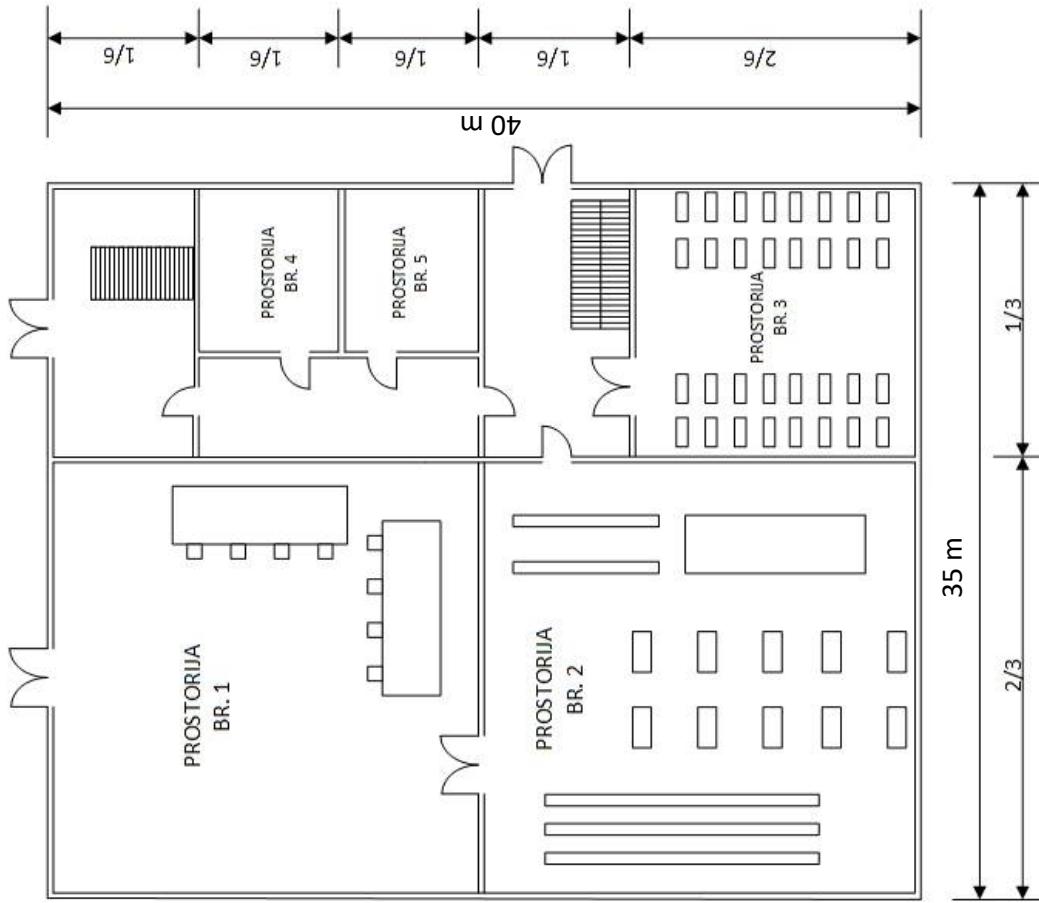 1/6
1/6
1/6
1/6
2/6
40 m
PROSTORIJA
BR. 4
PROSTORIJA
BR. 5
PROSTORIJA
BR. 3
1/3
35 m
2/3
PROSTORIJA
BR. 1
PROSTORIJA
BR. 2